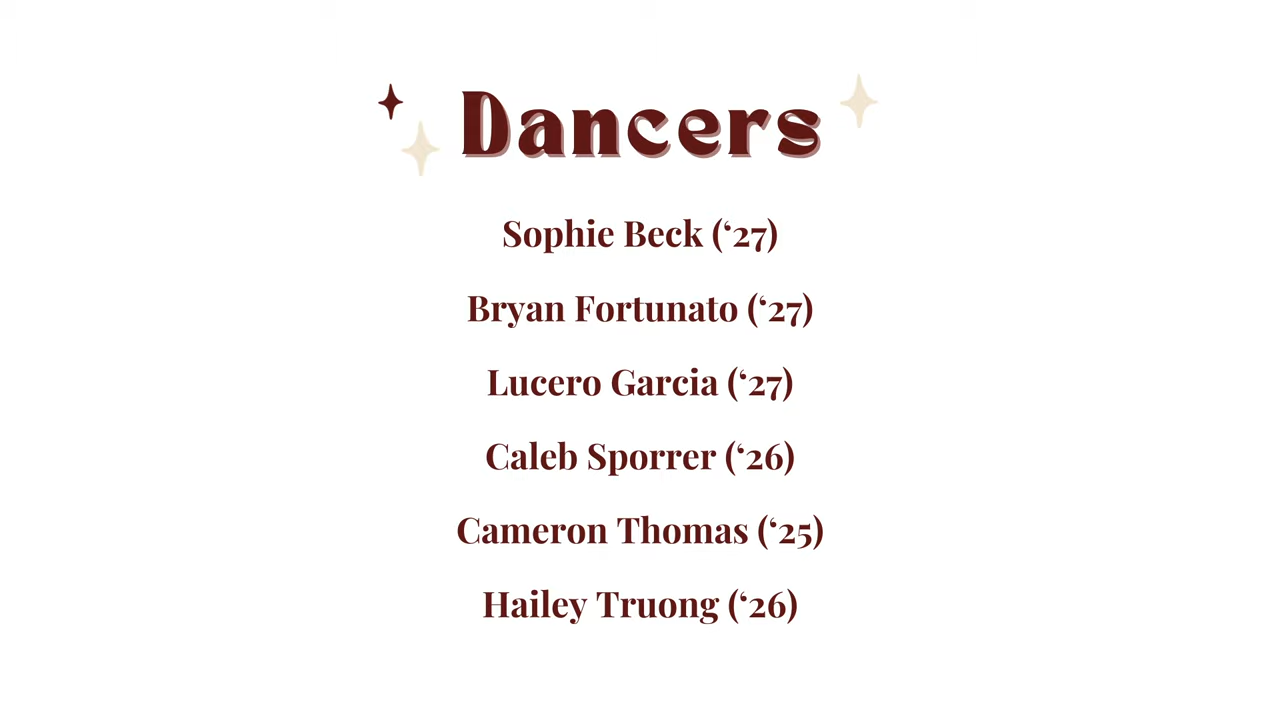 Dancers
Sophie Beck (‘27)
Bryan Fortunato (‘27)
Lucero Garcia (‘27)
Caleb Sporrer (‘26)
Cameron Thomas (‘25)
Hailey Truong (‘26)